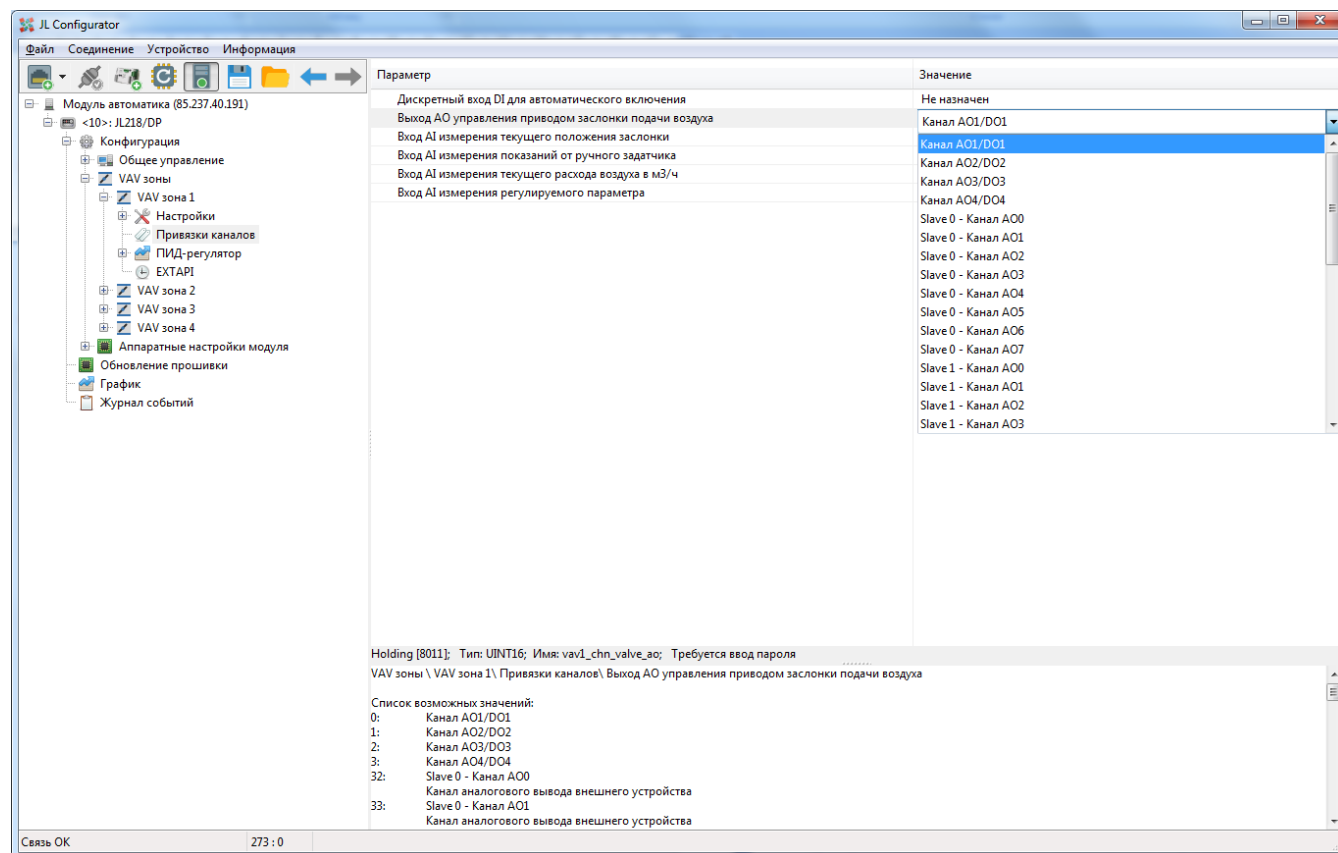 JL Configurator
Файл Соединение Устройство Информация
Параметр Значение
Модуль автоматика (85.237.40.191)
<10>: JL218/DP
Конфигурация
Общее управление
VAV зоны
VAV зона 1
Настройки
Привязки каналов
ПИД-регулятор
EXTAPI
VAV зона 2
VAV зона 3
VAV зона 4
Аппаратные настройки модуля
Обновление прошивки
График
Журнал событий
Дискретный вход DI для автоматического включения Не назначен
Выход AO управления приводом заслонки подачи воздуха Канал AO1/DO1
Вход AI измерения текущего положения заслонки
Вход AI измерения показаний от ручного задатчика
Вход AI измерения текущего расхода воздуха в м3/ч
Вход AI измерения регулируемого параметра
Канал AO1/DO1
Канал AO2/DO2
Канал AO3/DO3
Канал AO4/DO4
Slave 0 - Канал AO0
Slave 0 - Канал AO1
Slave 0 - Канал AO2
Slave 0 - Канал AO3
Slave 0 - Канал AO4
Slave 0 - Канал AO5
Slave 0 - Канал AO6
Slave 0 - Канал AO7
Slave 1 - Канал AO0
Slave 1 - Канал AO1
Slave 1 - Канал AO2
Slave 1 - Канал AO3
Holding [8011]; Тип: UINT16; Имя: vav1_chn_valve_ao; Требуется ввод пароля
VAV зоны \ VAV зона 1\ Привязки каналов\ Выход AO управления приводом заслонки подачи воздуха
Список возможных значений:
0: Канал AO1/DO1
1: Канал AO2/DO2
2: Канал AO3/DO3
3: Канал AO4/DO4
32: Slave 0 - Канал AO0
Канал аналогового вывода внешнего устройства
33: Slave 0 - Канал AO1
Канал аналогового вывода внешнего устройства
Связь OK 273 : 0